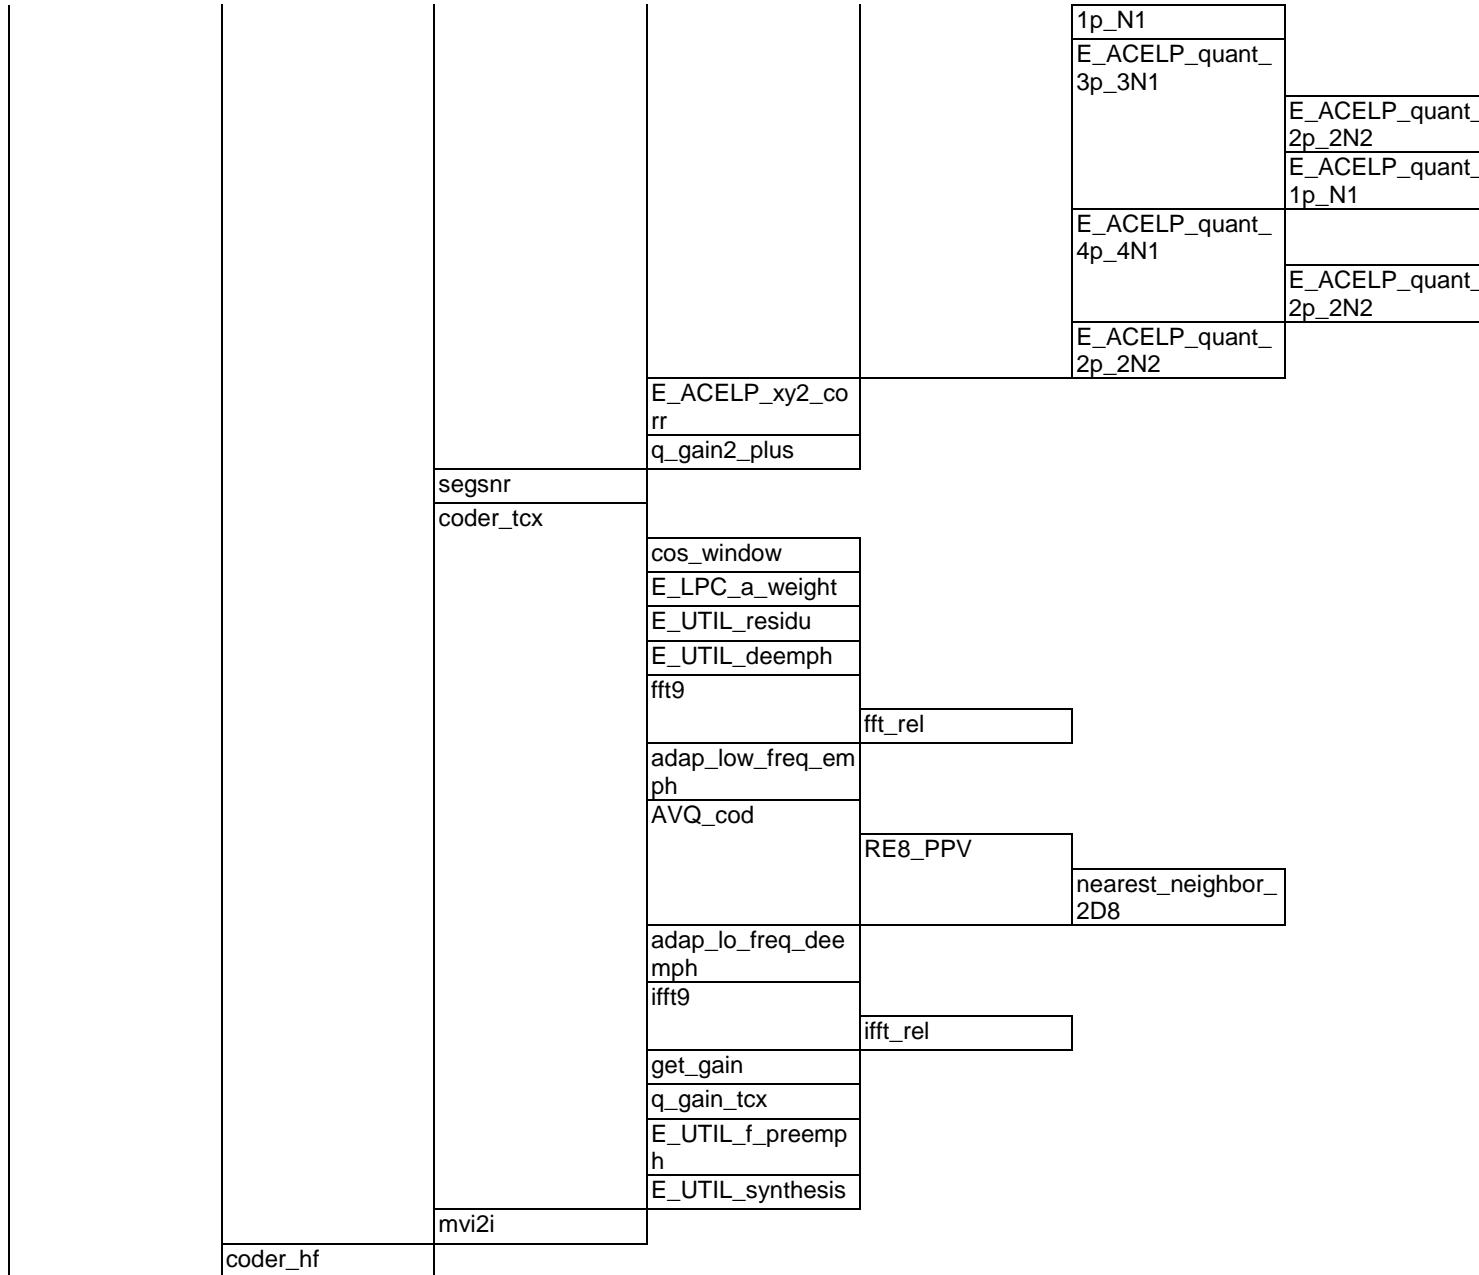 1p_N1
E_ACELP_quant_
3p_3N1
E_ACELP_quant_
2p_2N2
E_ACELP_quant_
1p_N1
E_ACELP_quant_
4p_4N1
E_ACELP_quant_
2p_2N2
E_ACELP_quant_
2p_2N2
E_ACELP_xy2_co
rr
q_gain2_plus
segsnr
coder_tcx
cos_window
E_LPC_a_weight
E_UTIL_residu
E_UTIL_deemph
fft9
fft_rel
adap_low_freq_em
ph
AVQ_cod
RE8_PPV
nearest_neighbor_
2D8
adap_lo_freq_dee
mph
ifft9
ifft_rel
get_gain
q_gain_tcx
E_UTIL_f_preemp
h
E_UTIL_synthesis
mvi2i
coder_hf